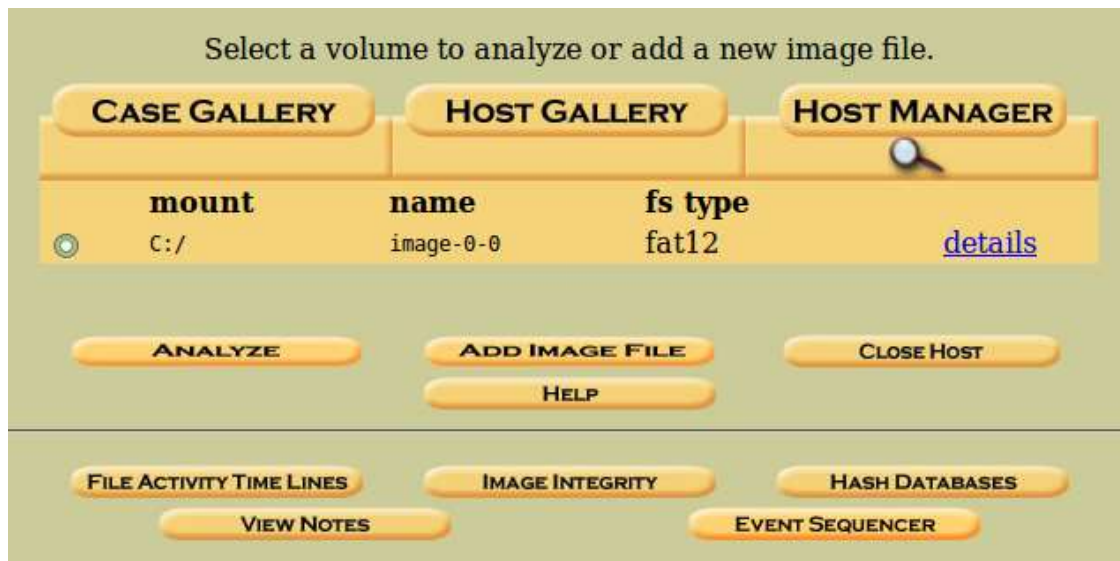 Select a volume to analyze or add a new image file.
CASE GALLERY HOST GALLERY HOST MANAGER
mount name fs type
C:/ image-0-0 fat12 details
ANALYZE ADD IMAGE FILE CLOSE HOST
HELP
FILE ACTIVITY TIME LINES IMAGE INTEGRITY HASH DATABASES
VIEW NOTES EVENT SEQUENCER